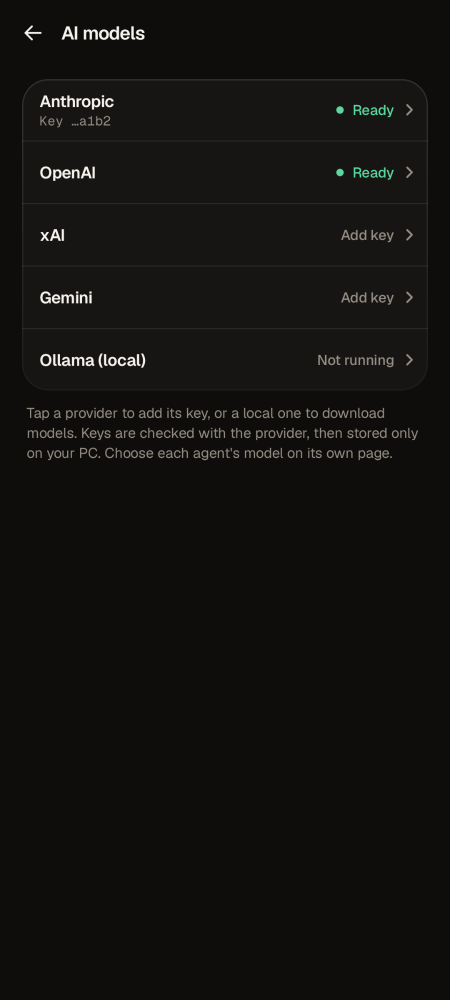 AI models
Anthropic
Key …a1b2
Ready
OpenAI
Ready
xAI
Add key
Gemini
Add key
Ollama (local)
Not running
Tap a provider to add its key, or a local one to download
models. Keys are checked with the provider, then stored only
on your PC. Choose each agent's model on its own page.